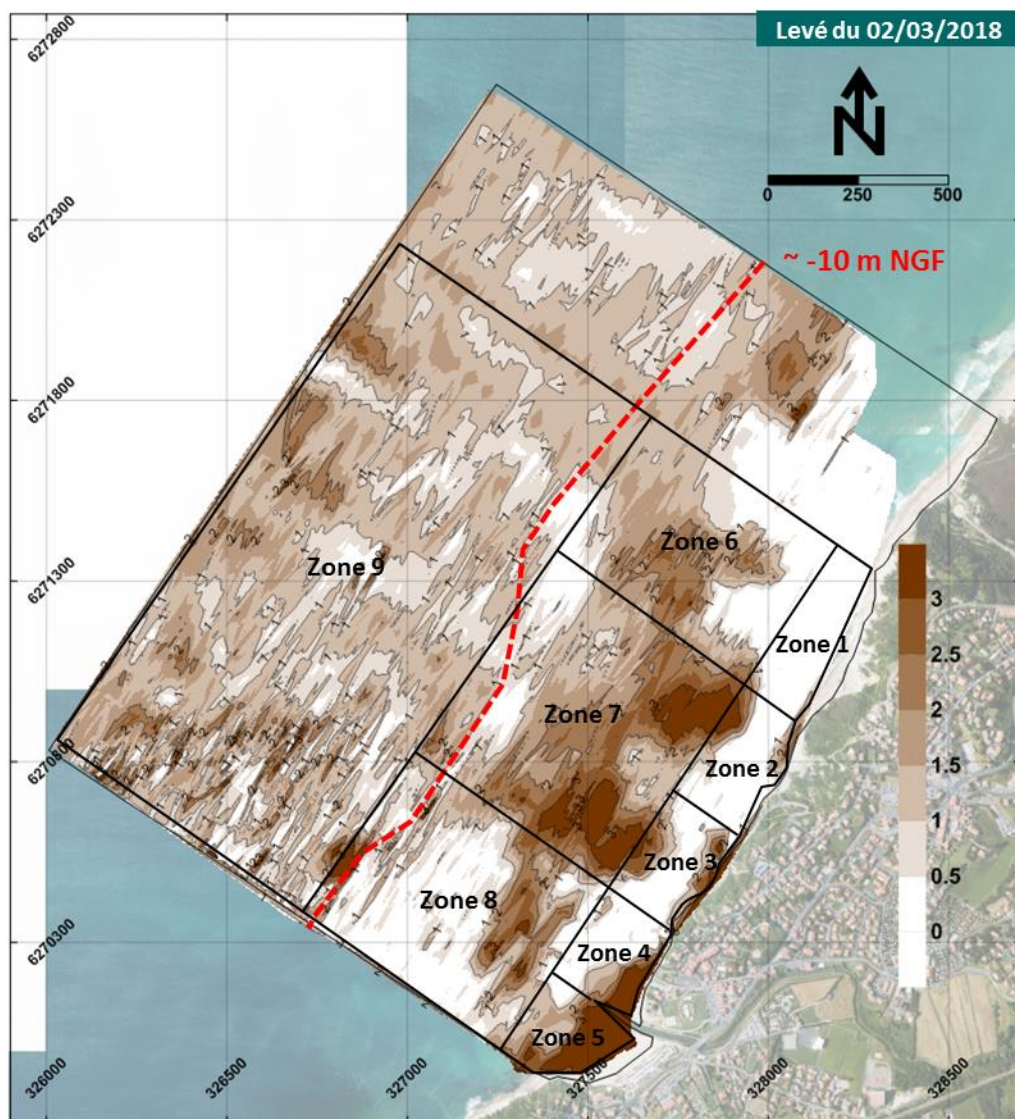 Levé du 02/03/2018
N
0 250 500
~ -10 m NGF
6272800
6272300
6271800
6271300
6270800
6270300
Zone 6
Zone 9
Zone 1
Zone 7
Zone 2
Zone 3
Zone 8
Zone 4
Zone 5
3
2.5
2
1.5
1
0.5
0
326000
326500
327000
327500
328000
328500